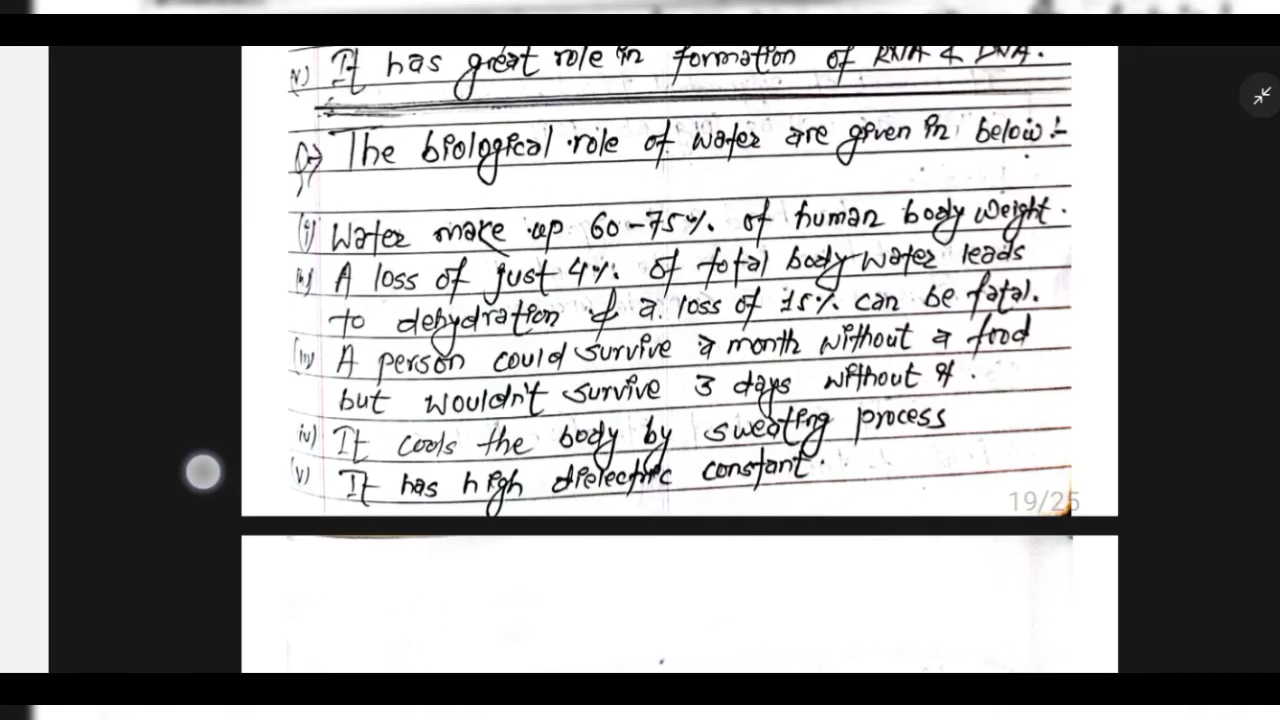 v) It has great role in formation of RNA & DNA.
The biological role of water are given in below :-
(i) Water make up 60-75% of human body weight.
(ii) A loss of just 4% of total body water leads
to dehydration & a loss of 15% can be fatal.
(iii) A person could survive a month without a food
but wouldn't survive 3 days without it.
iv) It cools the body by sweating process
(v) It has high dielectric constant.
19/25